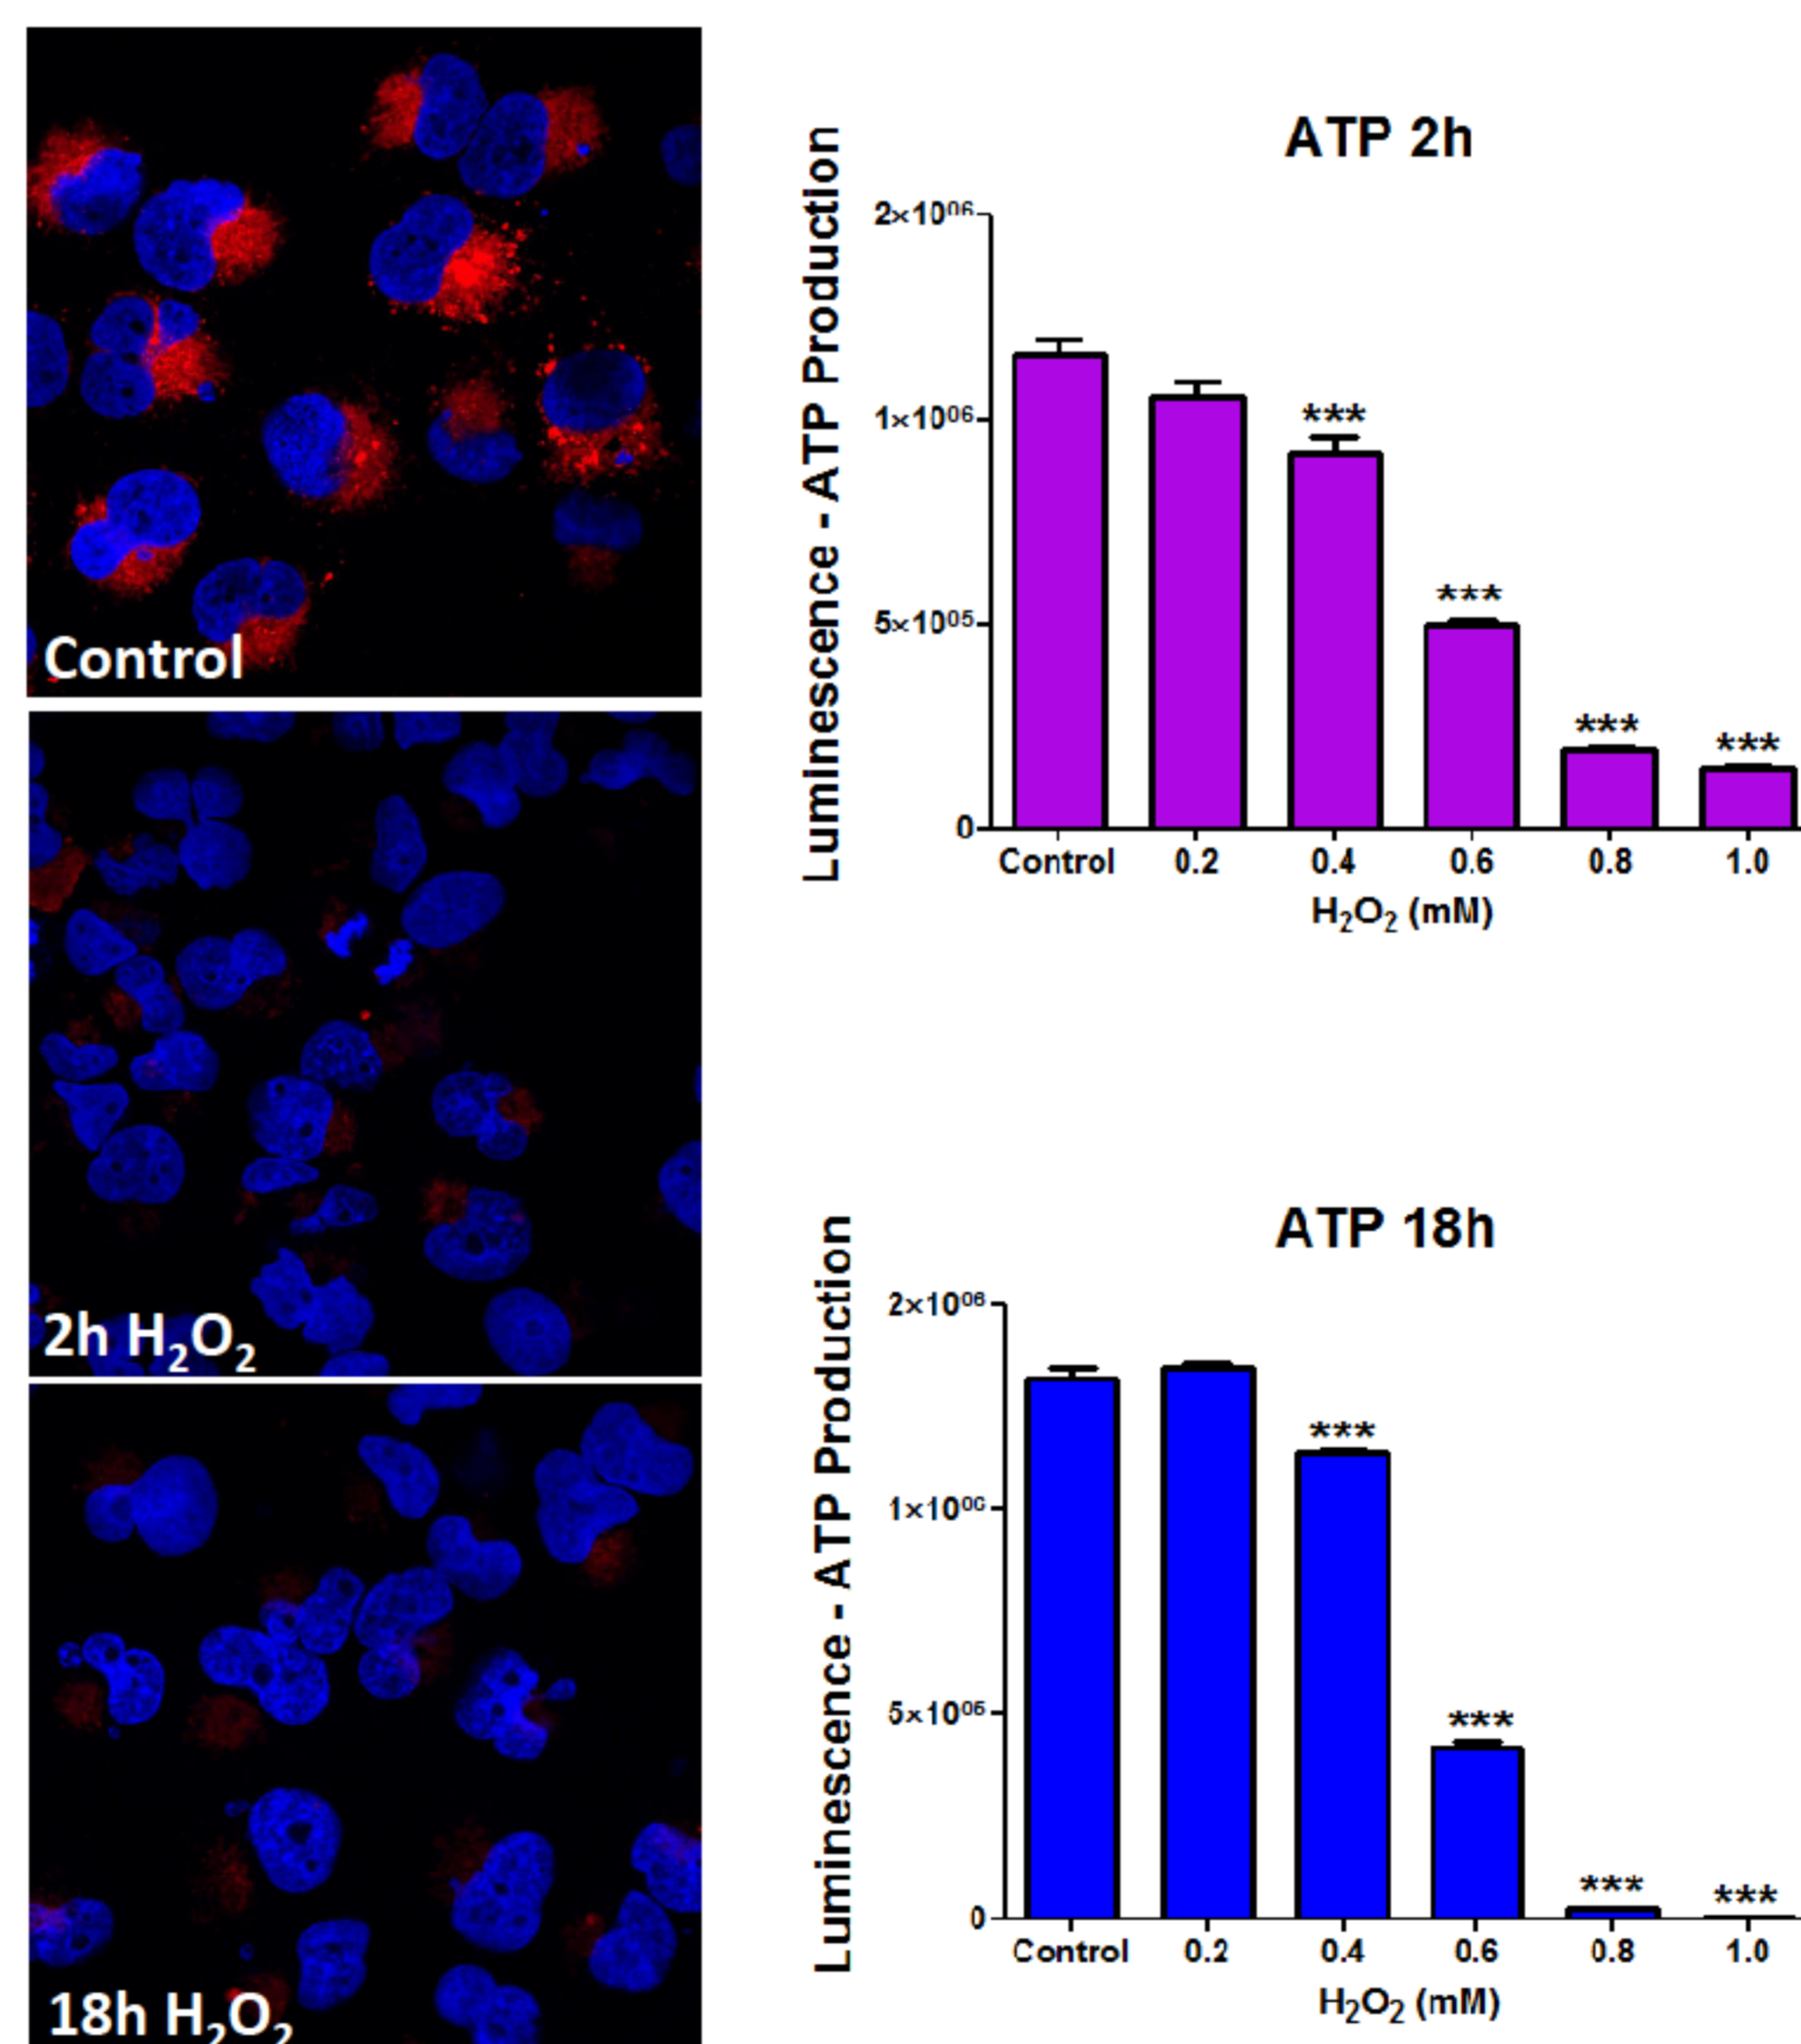 Control
2h H₂O₂
18h H₂O₂
ATP 2h
Luminescence - ATP Production
2×10⁰⁶
1×10⁰⁶
5×10⁰⁵
0
***
***
***
***
Control 0.2 0.4 0.6 0.8 1.0
H₂O₂ (mM)
ATP 18h
Luminescence - ATP Production
2×10⁰⁶
1×10⁰⁶
5×10⁰⁵
0
***
***
***
***
Control 0.2 0.4 0.6 0.8 1.0
H₂O₂ (mM)